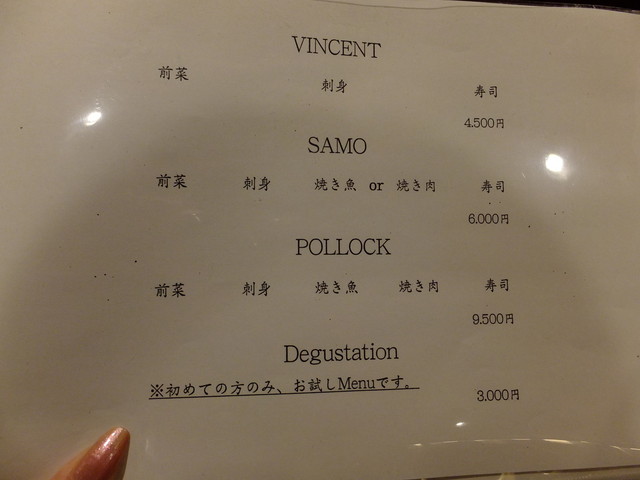 VINCENT
前菜 刺身 寿司
4.500円
SAMO
前菜 刺身 焼き魚 or 焼き肉 寿司
6.000円
POLLOCK
前菜 刺身 焼き魚 焼き肉 寿司
9.500円
Degustation
※初めての方のみ、お試しMenuです。 3.000円